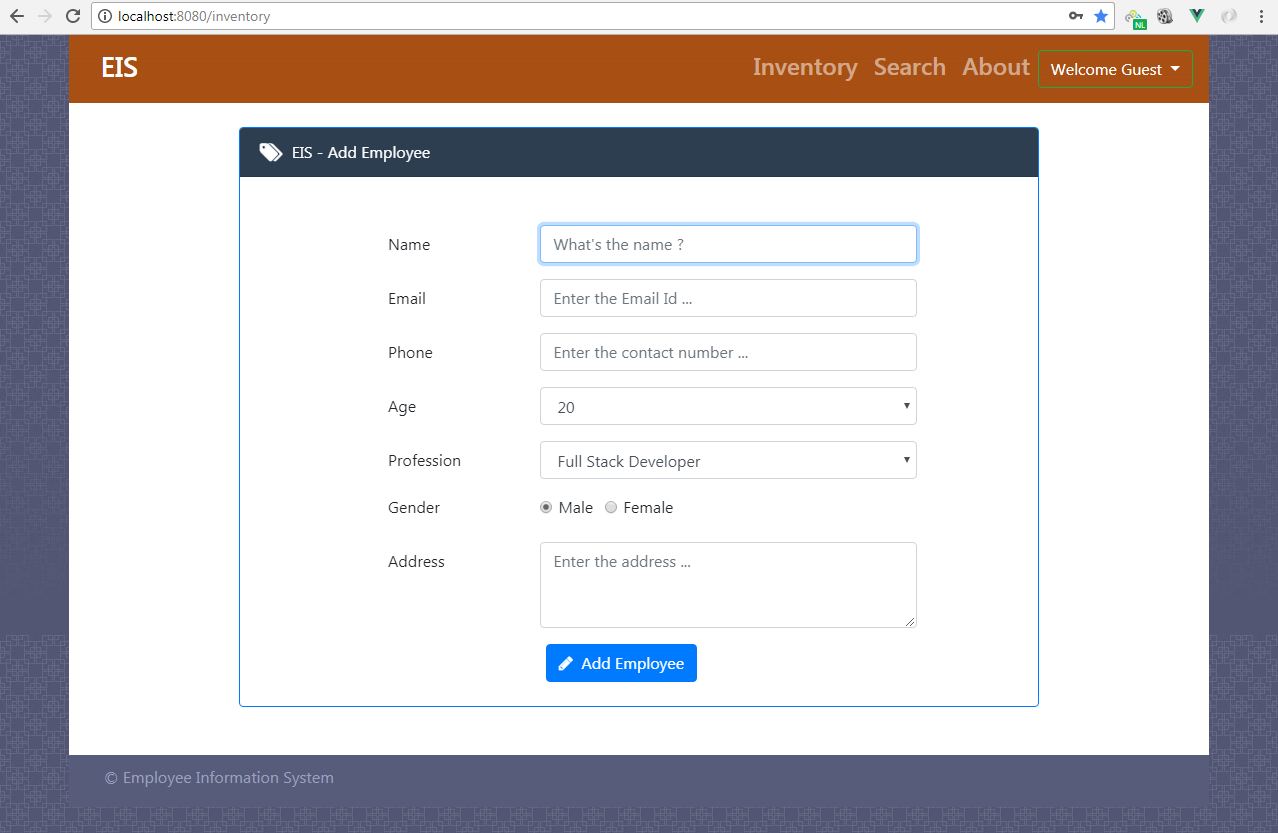 localhost:8080/inventory
NL
EIS
Inventory Search About Welcome Guest
EIS - Add Employee
Name What's the name ?
Email Enter the Email Id ...
Phone Enter the contact number ...
Age 20
Profession Full Stack Developer
Gender Male Female
Address Enter the address ...
Add Employee
© Employee Information System